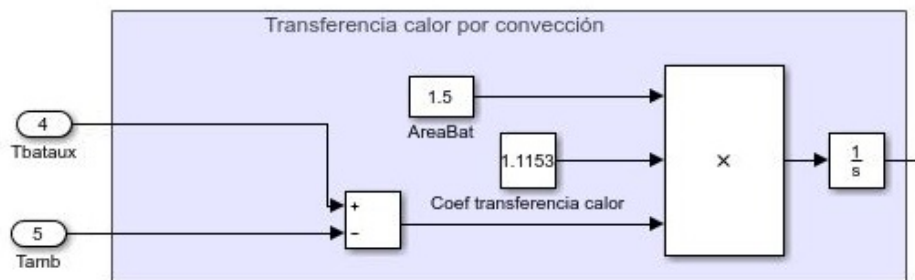 Transferencia calor por convección
1.5
AreaBat
4
Tbataux
1.1153
×
1
s
Coef transferencia calor
+
−
5
Tamb